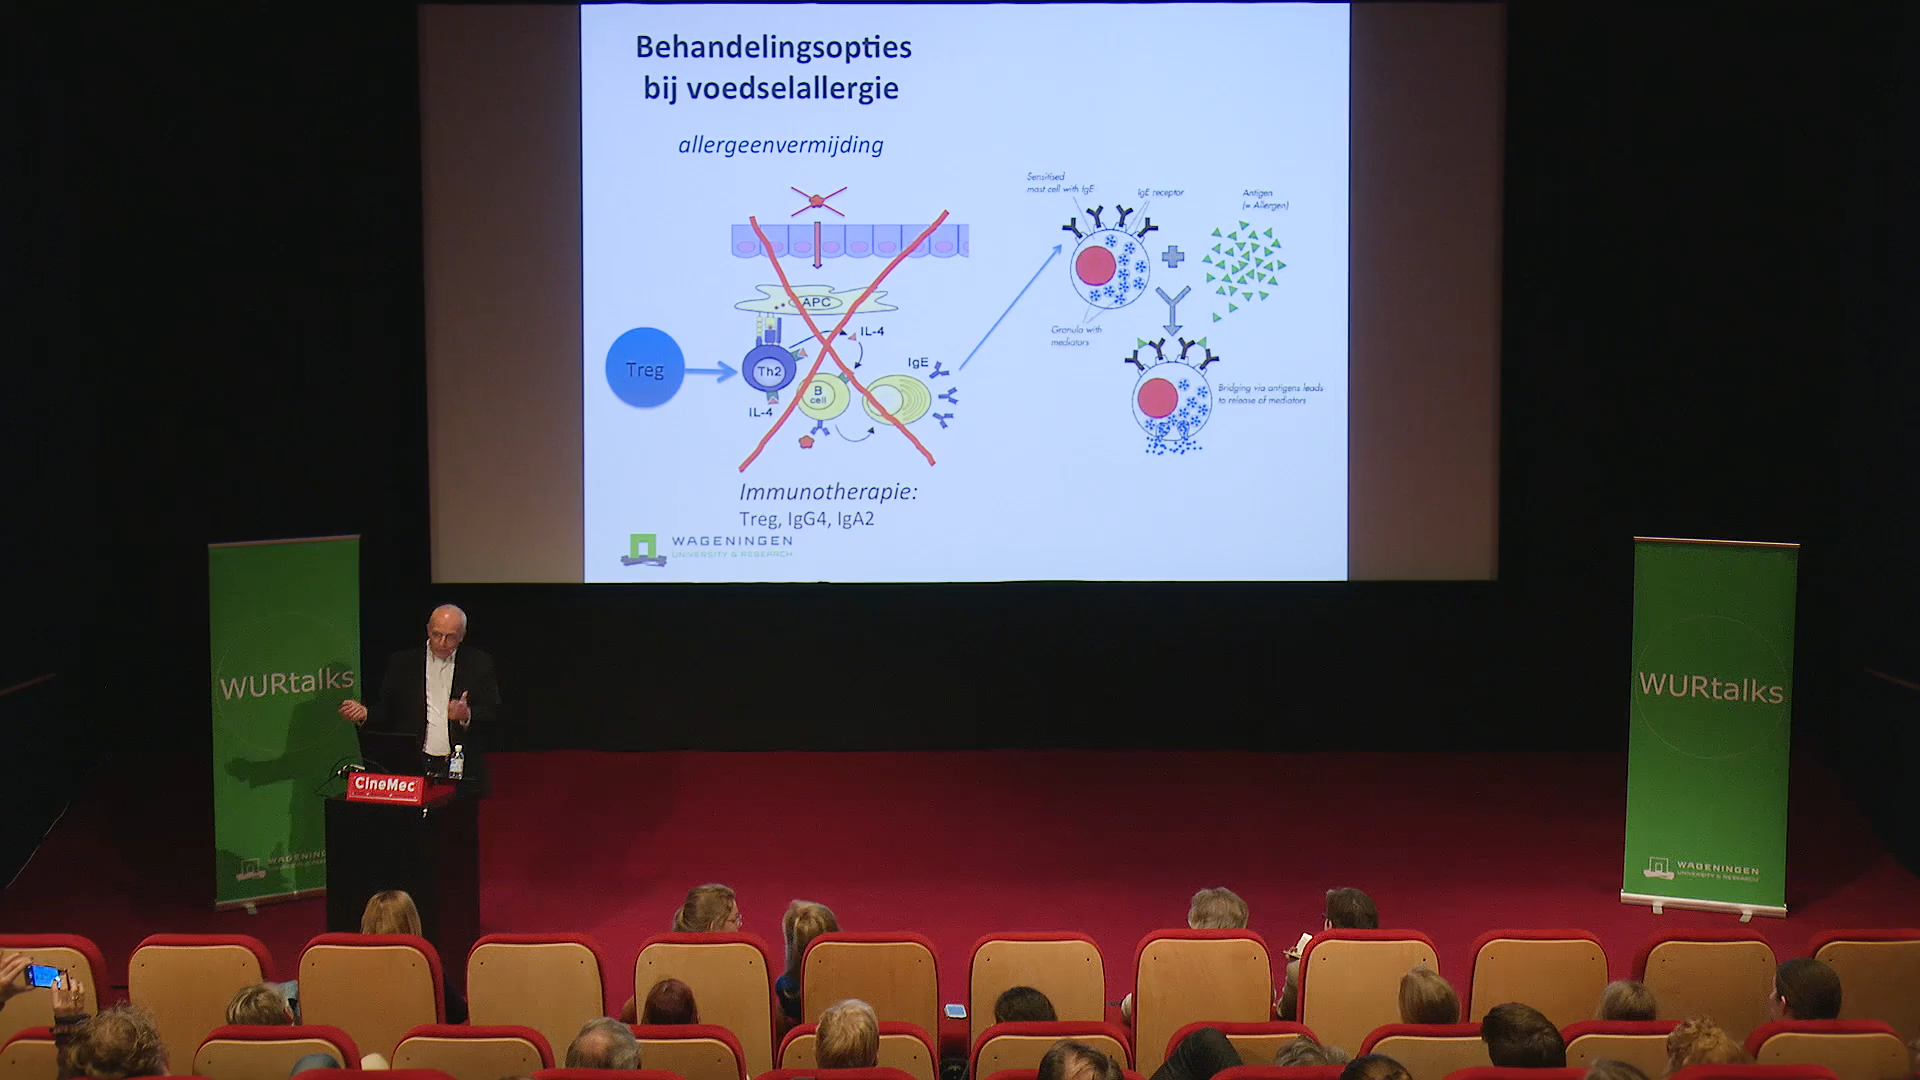 Behandelingsopties
bij voedselallergie
allergeenvermijding
Sensitised
mast cell with IgE
IgE receptor
Antigen
(= Allergen)
APC
IL-4
Treg
Th2
IgE
B
cell
IL-4
Granula with
mediators
Bridging via antigens leads
to release of mediators
Immunotherapie:
Treg, IgG4, IgA2
WAGENINGEN
UNIVERSITY & RESEARCH
WURtalks
WURtalks
CineMec
WAGENING
WAGENINGEN
UNIVERSITY & RESEARCH